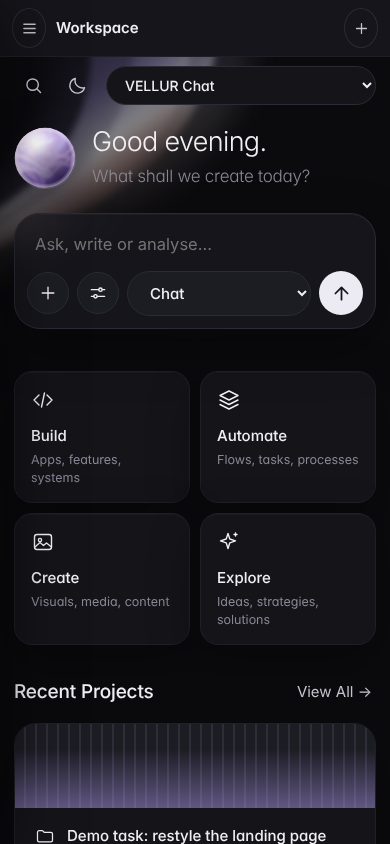 Workspace
VELLUR Chat
Good evening.
What shall we create today?
Ask, write or analyse...
Chat
Build
Apps, features,
systems
Automate
Flows, tasks, processes
Create
Visuals, media, content
Explore
Ideas, strategies,
solutions
Recent Projects
View All →
Demo task: restyle the landing page